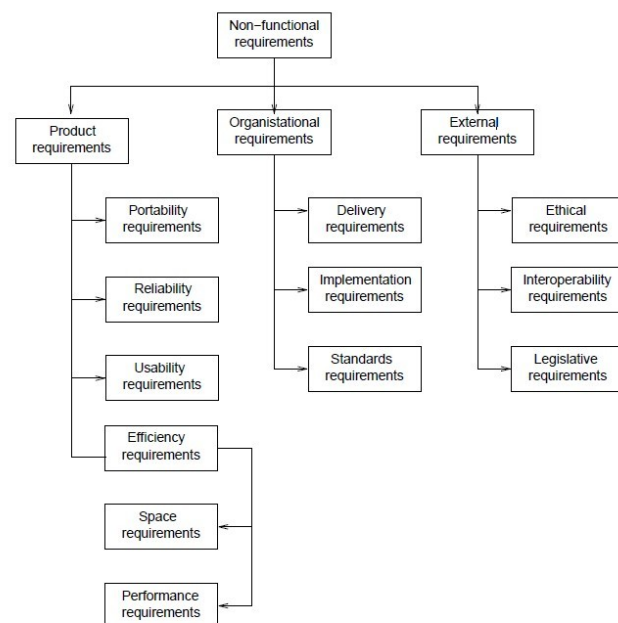 Non-functional
requirements
Product
requirements
Organistational
requirements
External
requirements
Portability
requirements
Delivery
requirements
Ethical
requirements
Reliability
requirements
Implementation
requirements
Interoperability
requirements
Usability
requirements
Standards
requirements
Legislative
requirements
Efficiency
requirements
Space
requirements
Performance
requirements